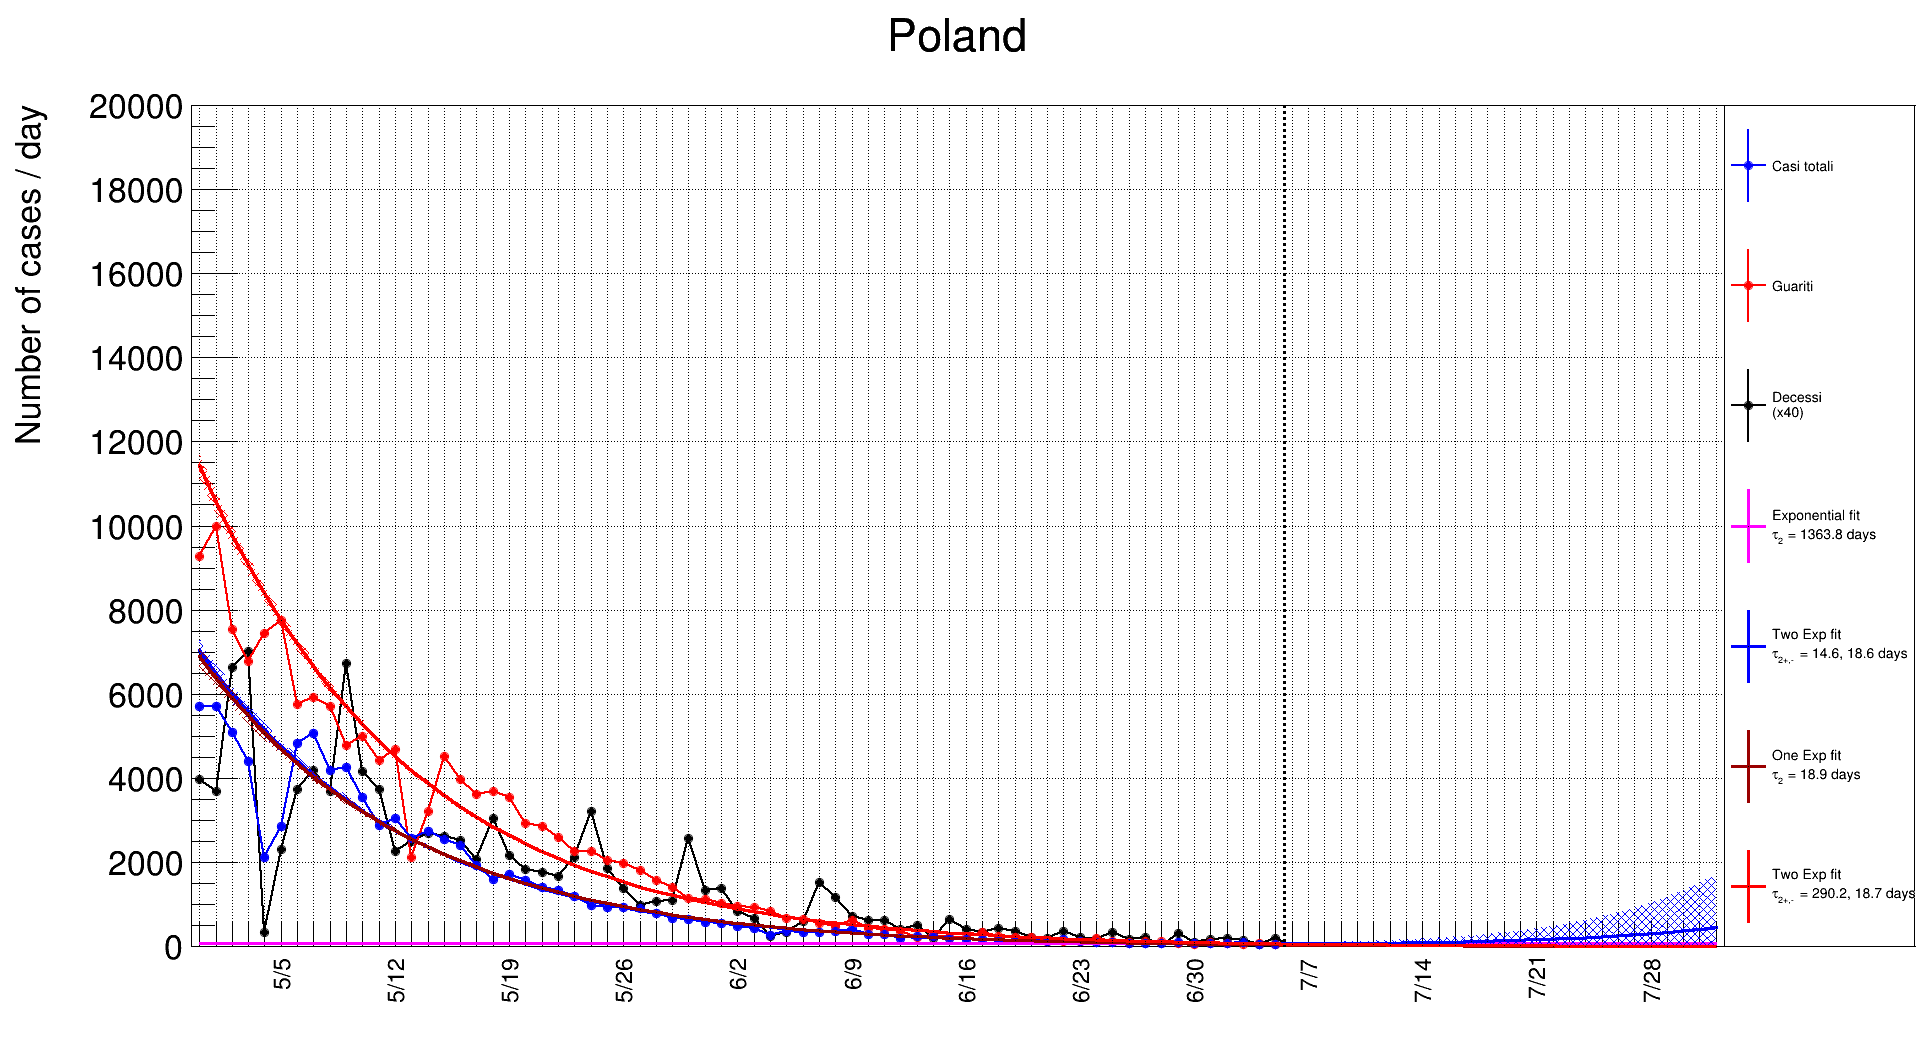 Poland
Number of cases / day
20000
18000
16000
14000
12000
10000
8000
6000
4000
2000
0
5/5
5/12
5/19
5/26
6/2
6/9
6/16
6/23
6/30
7/7
7/14
7/21
7/28
Casi totali
Guariti
Decessi
(x40)
Exponential fit
τ2 = 1363.8 days
Two Exp fit
τ2+,- = 14.6, 18.6 days
One Exp fit
τ2 = 18.9 days
Two Exp fit
τ2+,- = 290.2, 18.7 days